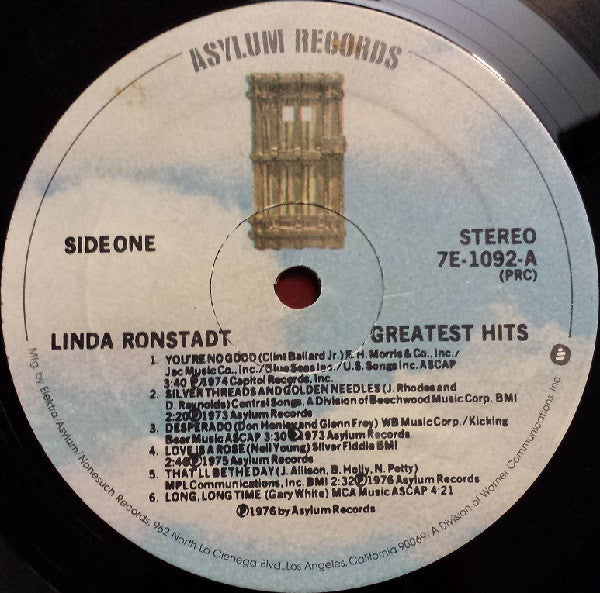 ASYLUM RECORDS
SIDE ONE
STEREO
7E-1092-A
(PRC)
LINDA RONSTADT
GREATEST HITS
1. YOU'RE NO GOOD (Clint Ballard Jr.) E. H. Morris & Co., Inc./
Jac Music Co., Inc./Blue Seas Inc./U.S. Songs Inc. ASCAP
3:40 Ⓟ1974 Capitol Records, Inc.
2. SILVER THREADS AND GOLDEN NEEDLES (J. Rhodes and
D. Reynolds) Central Songs, A Division of Beechwood Music Corp. BMI
2:20 Ⓟ1973 Asylum Records
3. DESPERADO (Don Henley and Glenn Frey) WB Music Corp./Kicking
Bear Music ASCAP 3:30 Ⓟ1973 Asylum Records
4. LOVE IS A ROSE (Neil Young) Silver Fiddle BMI
2:46 Ⓟ1975 Asylum Records
5. THAT'LL BE THE DAY (J. Allison, B. Holly, N. Petty)
MPL Communications, Inc. BMI 2:32 Ⓟ1976 Asylum Records
6. LONG, LONG TIME (Gary White) MCA Music ASCAP 4:21
Ⓟ1976 by Asylum Records
Mfg. by Elektra/Asylum/Nonesuch Records, 962 North La Cienega Blvd., Los Angeles, California 90069, A Division of Warner Communications Inc.